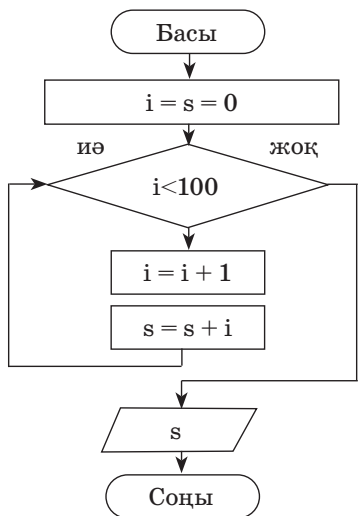 Басы
i = s = 0
иә
жоқ
i<100
i = i + 1
s = s + i
s
Соңы